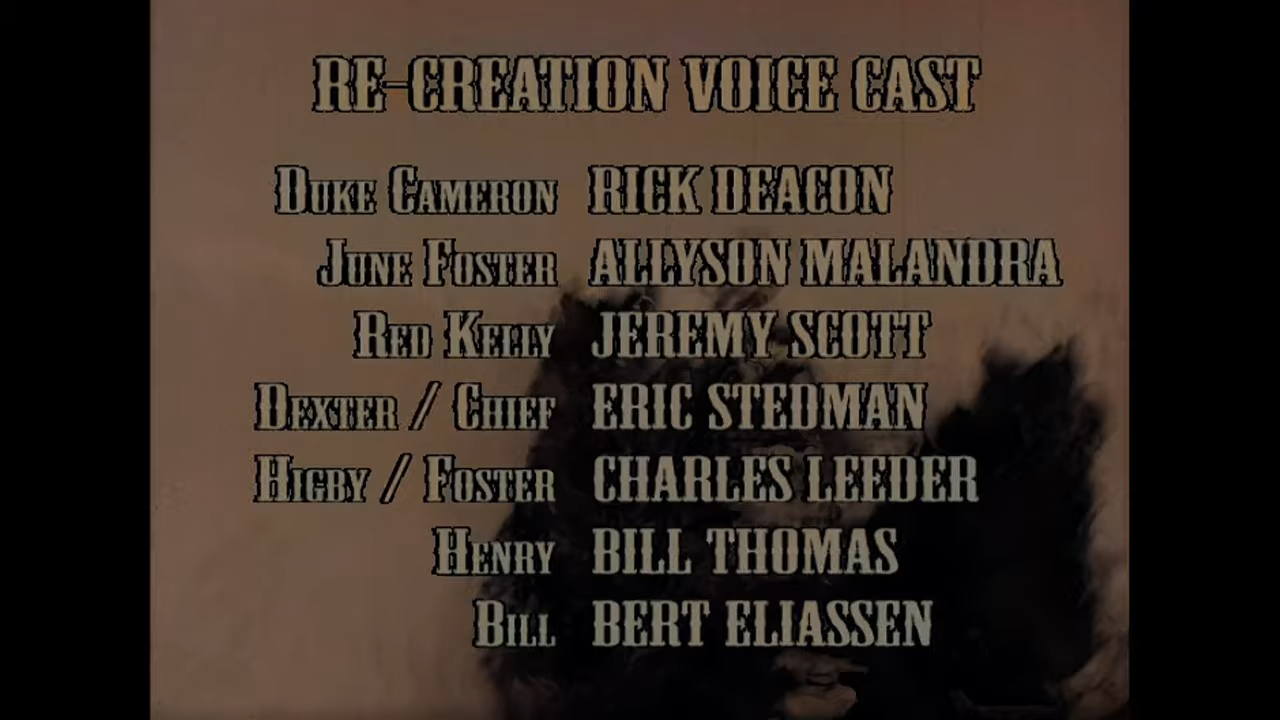 RE-CREATION VOICE CAST
DUKE CAMERON RICK DEACON
JUNE FOSTER ALLYSON MALANDRA
RED KELLY JEREMY SCOTT
DEXTER / CHIEF ERIC STEDMAN
HIGBY / FOSTER CHARLES LEEDER
HENRY BILL THOMAS
BILL BERT ELIASSEN